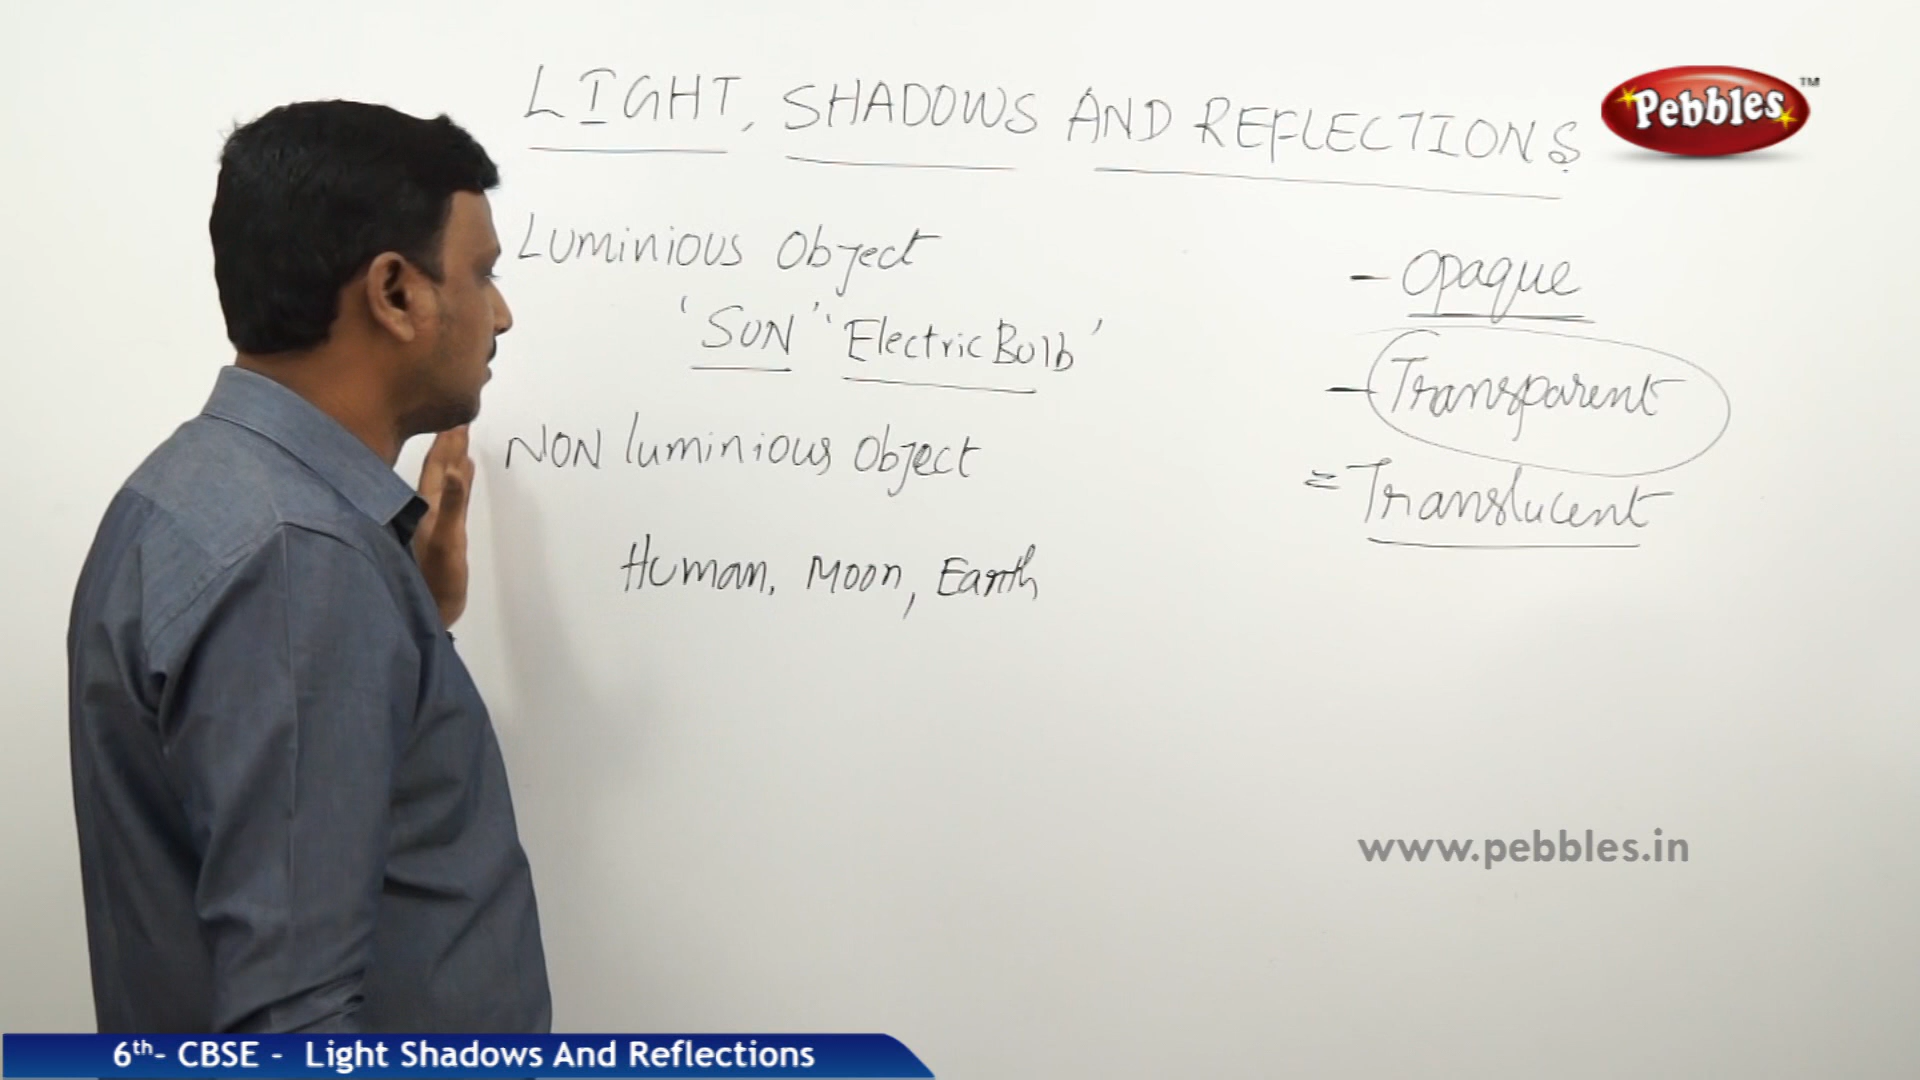 LIGHT, SHADOWS AND REFLECTIONS
Pebbles™
Luminious Object
'SUN' 'Electric Bulb'
NON luminious Object
Human, Moon, Earth
- Opaque
- Transparent
= Translucent
www.pebbles.in
6th- CBSE - Light Shadows And Reflections